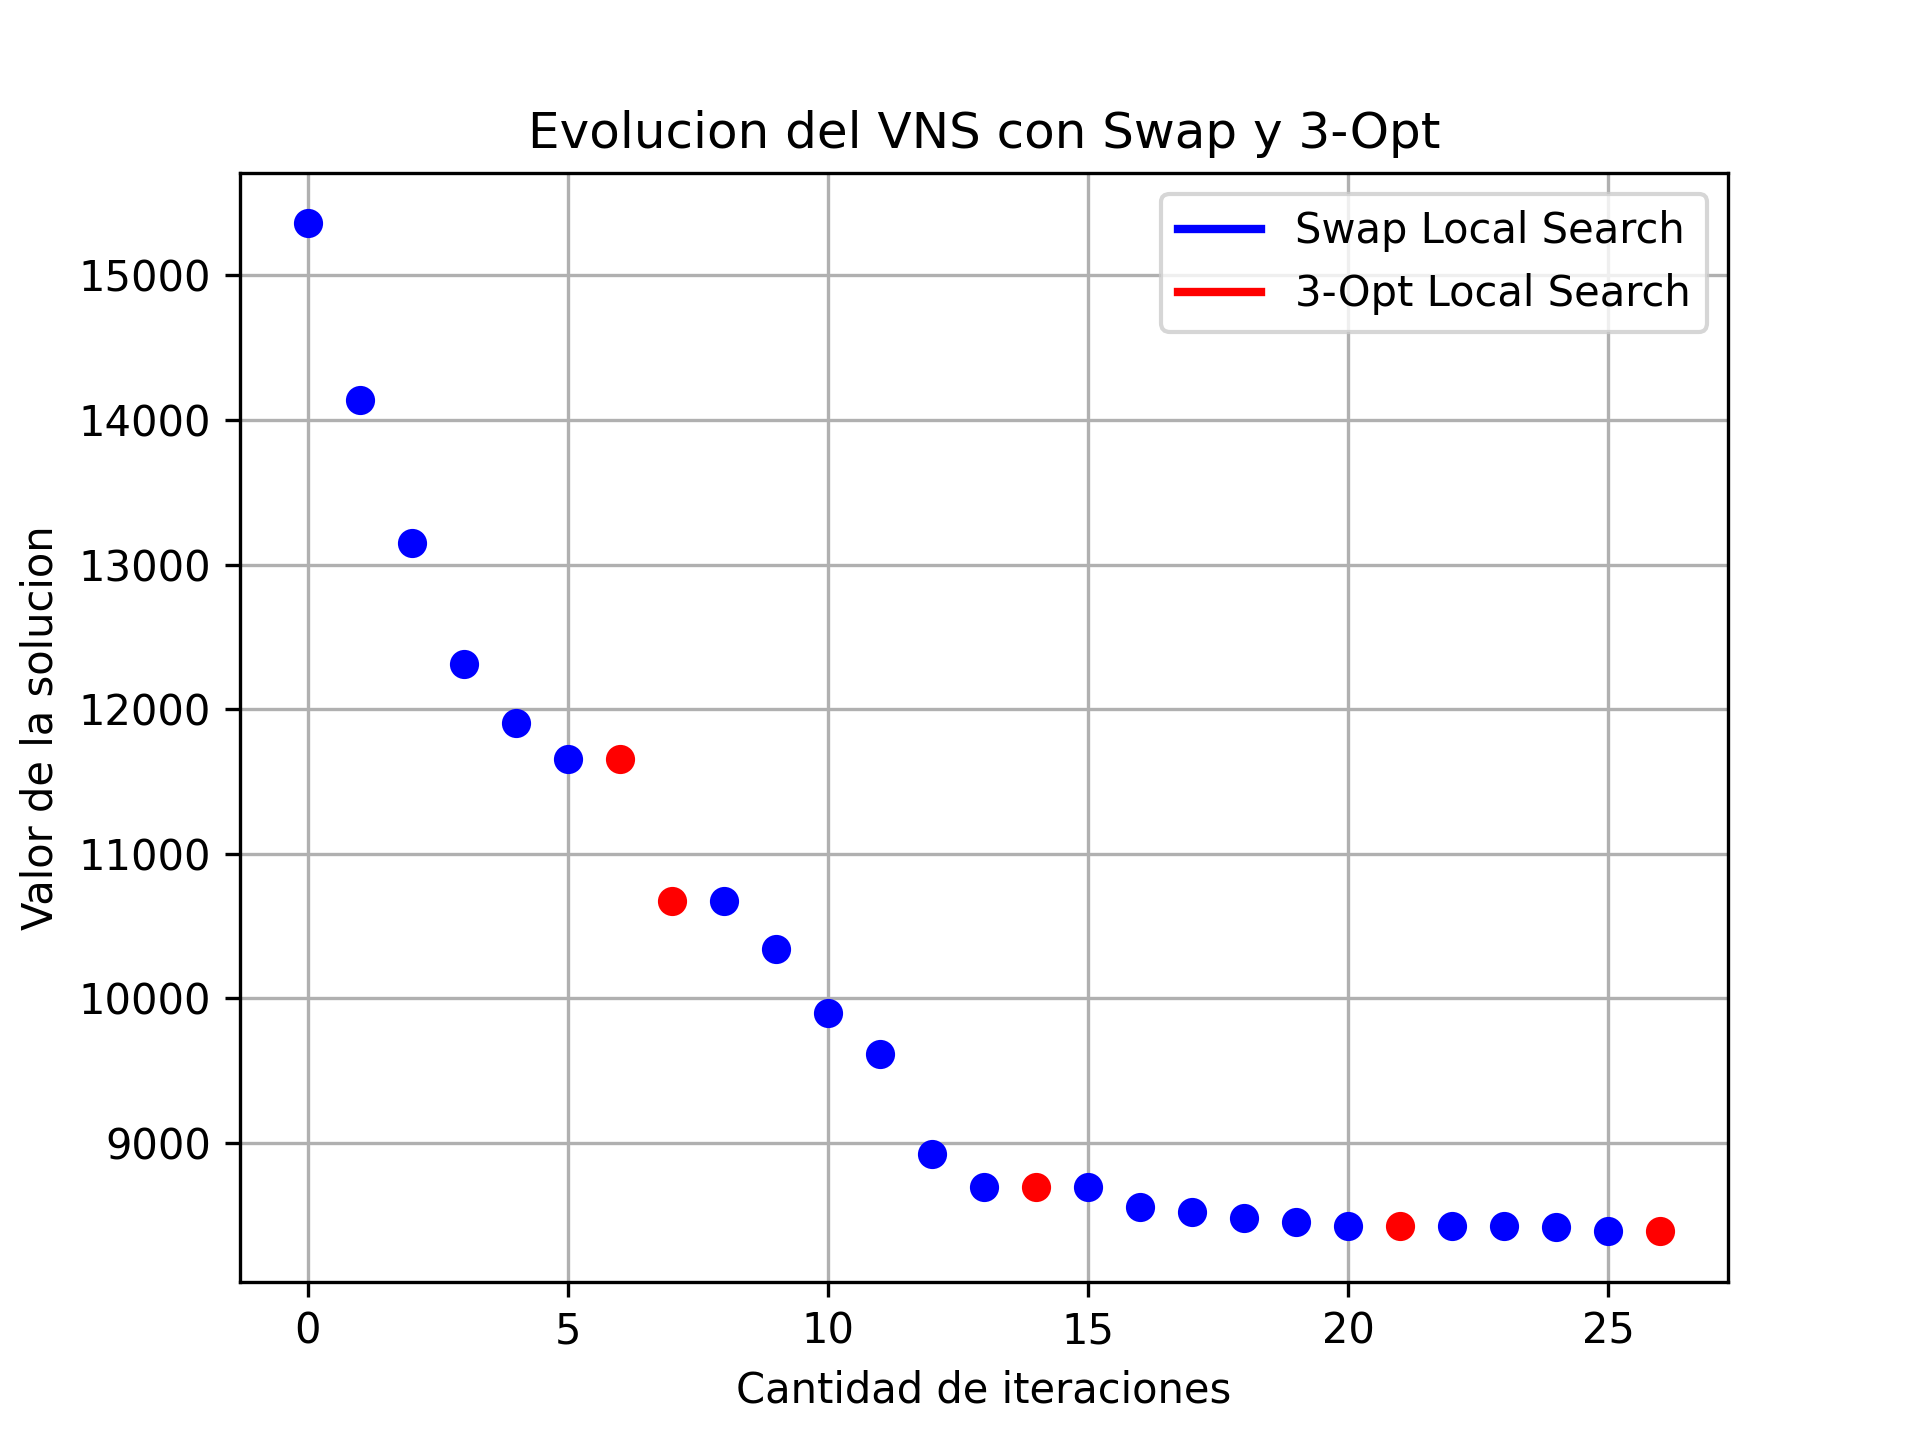 Evolucion del VNS con Swap y 3-Opt
Swap Local Search
3-Opt Local Search
Valor de la solucion
15000
14000
13000
12000
11000
10000
9000
0 5 10 15 20 25
Cantidad de iteraciones